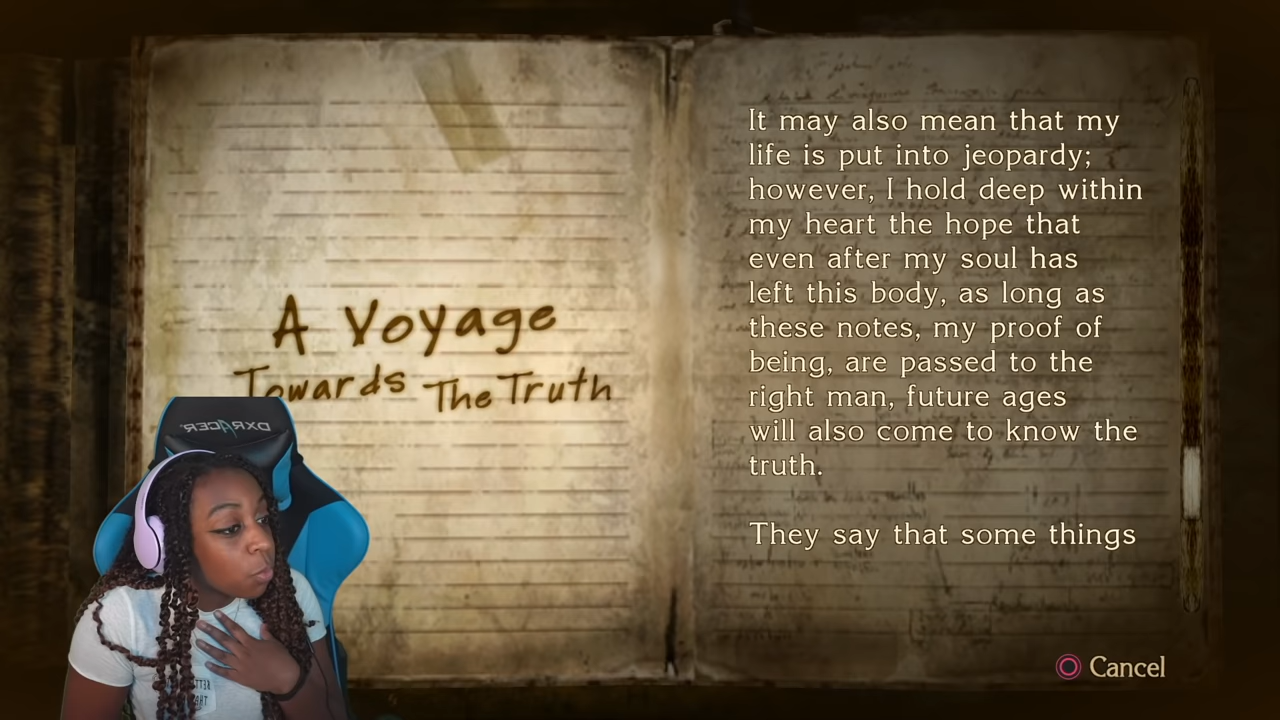 A Voyage
Towards The Truth
It may also mean that my
life is put into jeopardy;
however, I hold deep within
my heart the hope that
even after my soul has
left this body, as long as
these notes, my proof of
being, are passed to the
right man, future ages
will also come to know the
truth.
They say that some things
DXRACER
Cancel